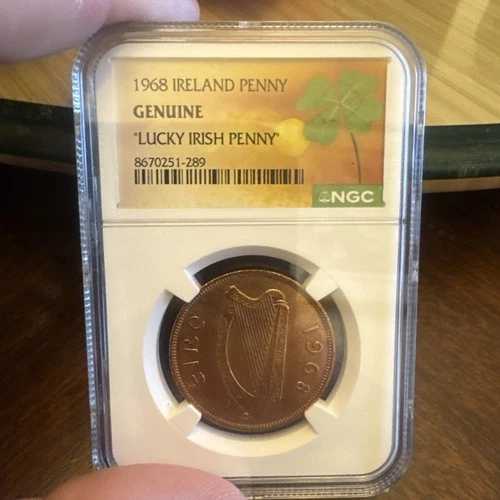 1968 IRELAND PENNY
GENUINE
"LUCKY IRISH PENNY"
8670251-289
NGC
éire 1968